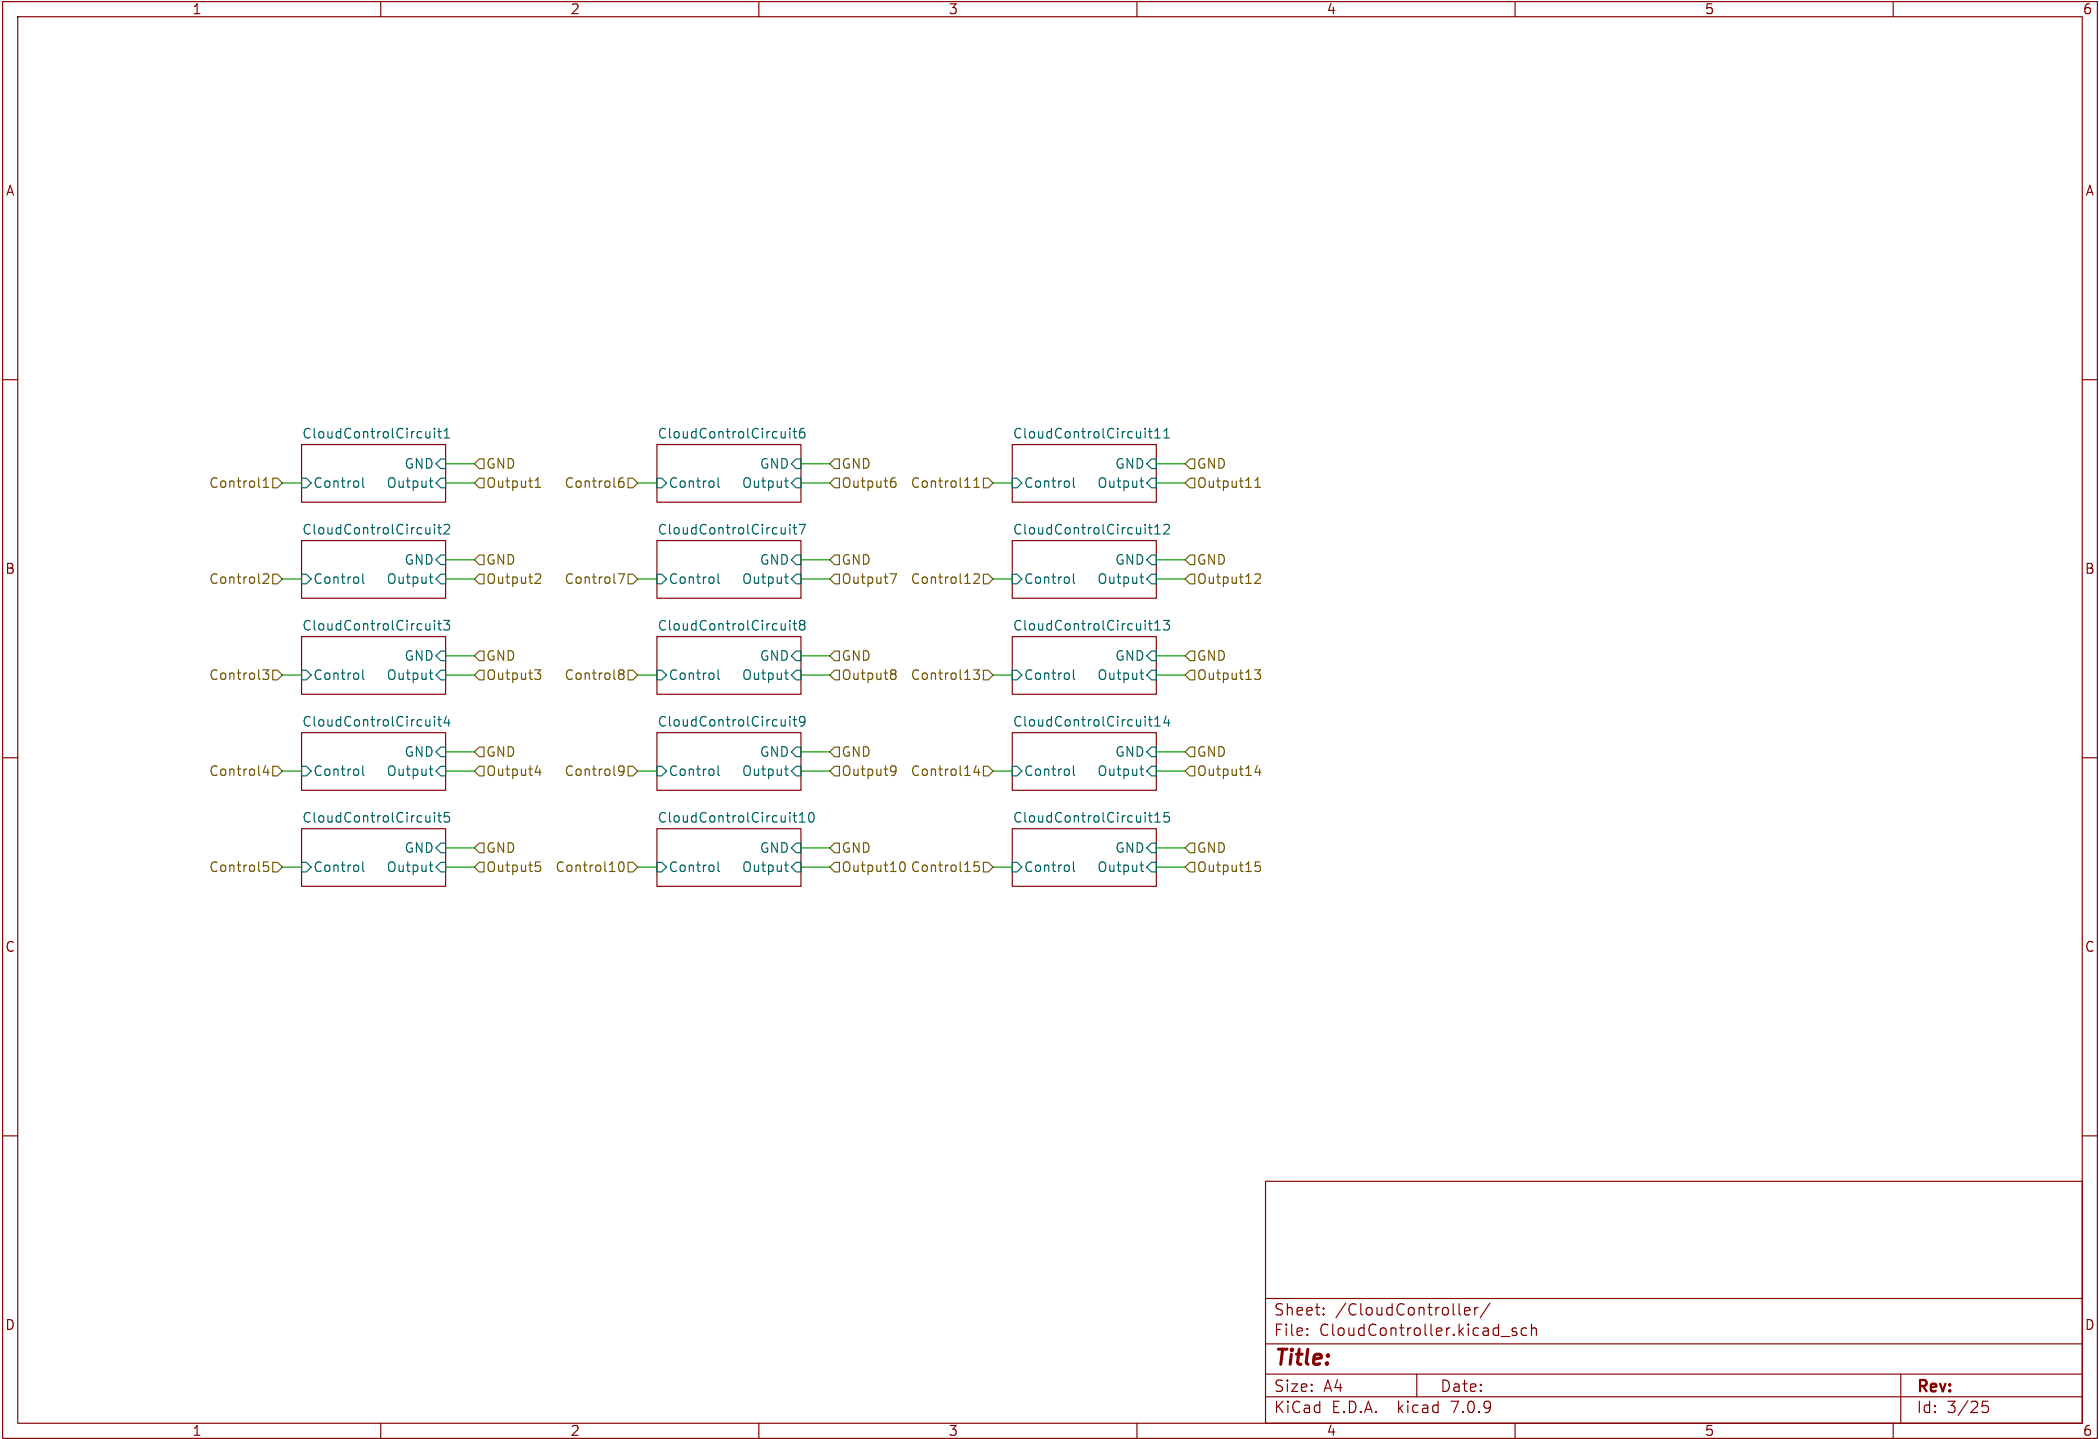 1 2 3 4 5 6
A A
CloudControlCircuit1 CloudControlCircuit6 CloudControlCircuit11
GND GND GND GND GND GND
Control1 Control Output Output1 Control6 Control Output Output6 Control11 Control Output Output11
CloudControlCircuit2 CloudControlCircuit7 CloudControlCircuit12
GND GND GND GND GND GND
B B
Control2 Control Output Output2 Control7 Control Output Output7 Control12 Control Output Output12
CloudControlCircuit3 CloudControlCircuit8 CloudControlCircuit13
GND GND GND GND GND GND
Control3 Control Output Output3 Control8 Control Output Output8 Control13 Control Output Output13
CloudControlCircuit4 CloudControlCircuit9 CloudControlCircuit14
GND GND GND GND GND GND
Control4 Control Output Output4 Control9 Control Output Output9 Control14 Control Output Output14
CloudControlCircuit5 CloudControlCircuit10 CloudControlCircuit15
GND GND GND GND GND GND
Control5 Control Output Output5 Control10 Control Output Output10 Control15 Control Output Output15
C C
Sheet: /CloudController/
File: CloudController.kicad_sch
D D
Title:
Size: A4 Date: Rev:
KiCad E.D.A. kicad 7.0.9 Id: 3/25
1 2 3 4 5 6